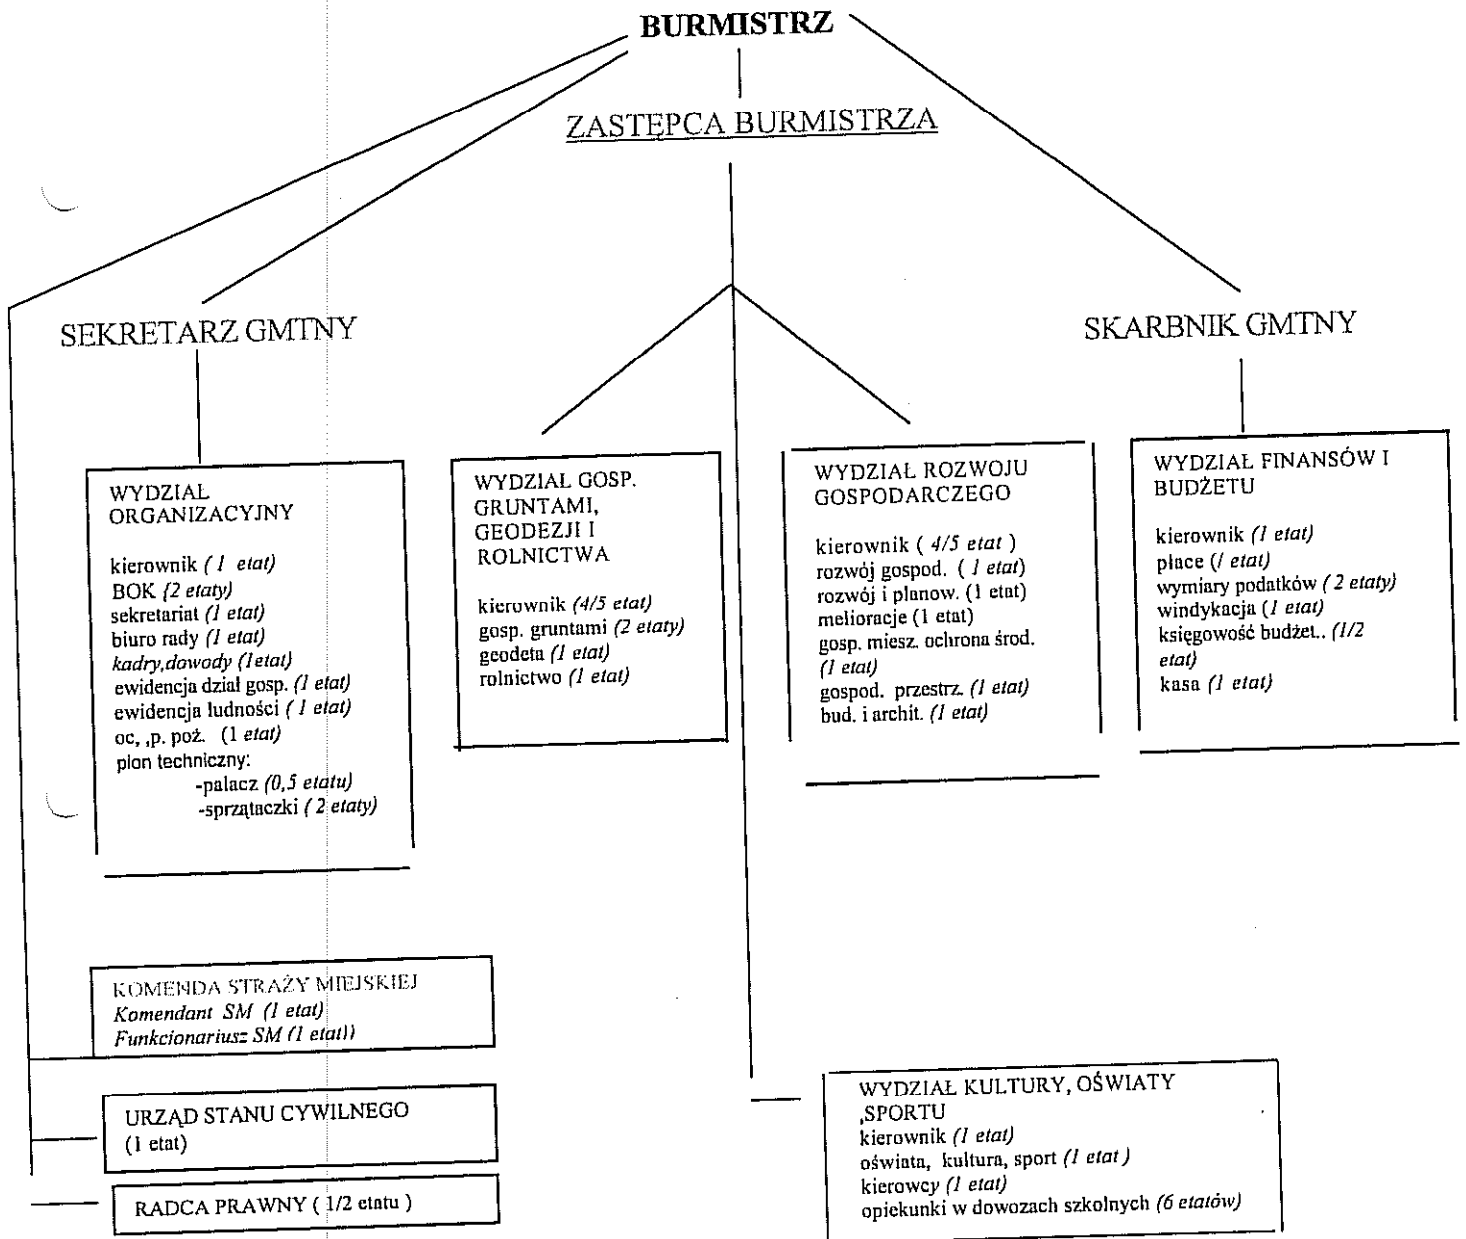 BURMISTRZ
ZASTĘPCA BURMISTRZA
SEKRETARZ GMTNY
SKARBNIK GMTNY
WYDZIAŁ
ORGANIZACYJNY
kierownik ( 1 etat)
BOK (2 etaty)
sekretariat (1 etat)
biuro rady (1 etat)
kadry,dowody (1etat)
ewidencja dział gosp. (1 etat)
ewidencja ludności ( 1 etat)
oc, ,p. poż. (1 etat)
pion techniczny:
-palacz (0,5 etatu)
-sprzątaczki ( 2 etaty)
WYDZIAŁ GOSP.
GRUNTAMI,
GEODEZJI I
ROLNICTWA
kierownik (4/5 etat)
gosp. gruntami (2 etaty)
geodeta (1 etat)
rolnictwo (1 etat)
WYDZIAŁ ROZWOJU
GOSPODARCZEGO
kierownik ( 4/5 etat )
rozwój gospod. ( 1 etat)
rozwój i planow. (1 etat)
melioracje (1 etat)
gosp. miesz. ochrona środ.
(1 etat)
gospod. przestrz. (1 etat)
bud. i archit. (1 etat)
WYDZIAŁ FINANSÓW I
BUDŻETU
kierownik (1 etat)
płace (1 etat)
wymiary podatków ( 2 etaty)
windykacja (1 etat)
księgowość budżet.. (1/2
etat)
kasa (1 etat)
KOMENDA STRAŻY MIEJSKIEJ
Komendant SM (1 etat)
Funkcionariusz SM (1 etat))
URZĄD STANU CYWILNEGO
(1 etat)
RADCA PRAWNY ( 1/2 etatu )
WYDZIAŁ KULTURY, OŚWIATY
,SPORTU
kierownik (1 etat)
oświata, kultura, sport (1 etat )
kierowcy (1 etat)
opiekunki w dowozach szkolnych (6 etatów)